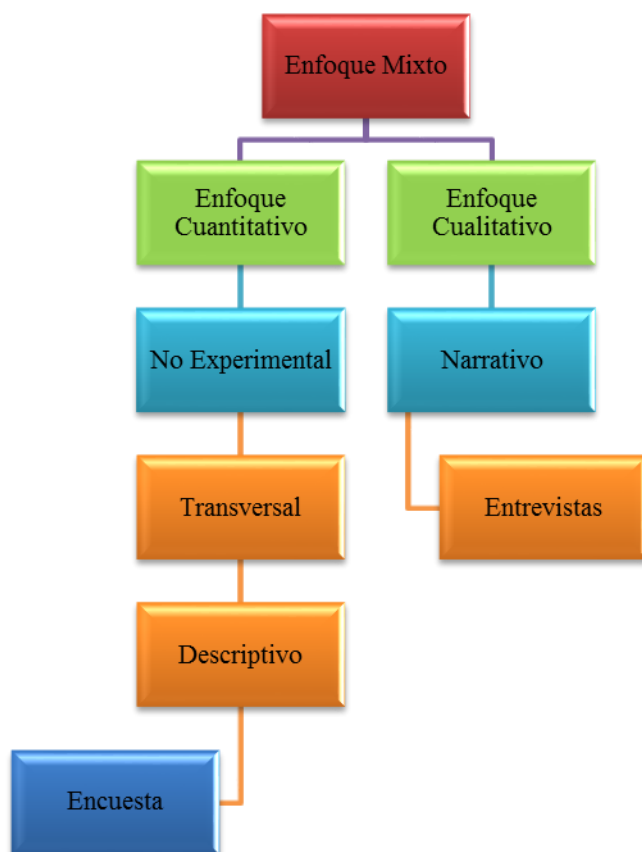 Enfoque Mixto
Enfoque
Cuantitativo
Enfoque
Cualitativo
No Experimental
Narrativo
Transversal
Entrevistas
Descriptivo
Encuesta